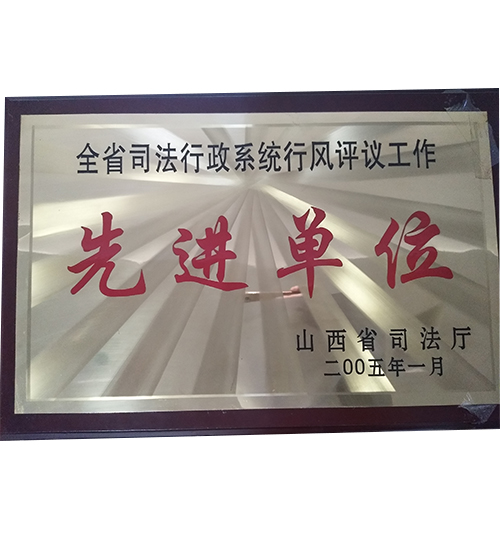 全省司法行政系统行风评议工作
先进单位
山西省司法厅
二00五年一月